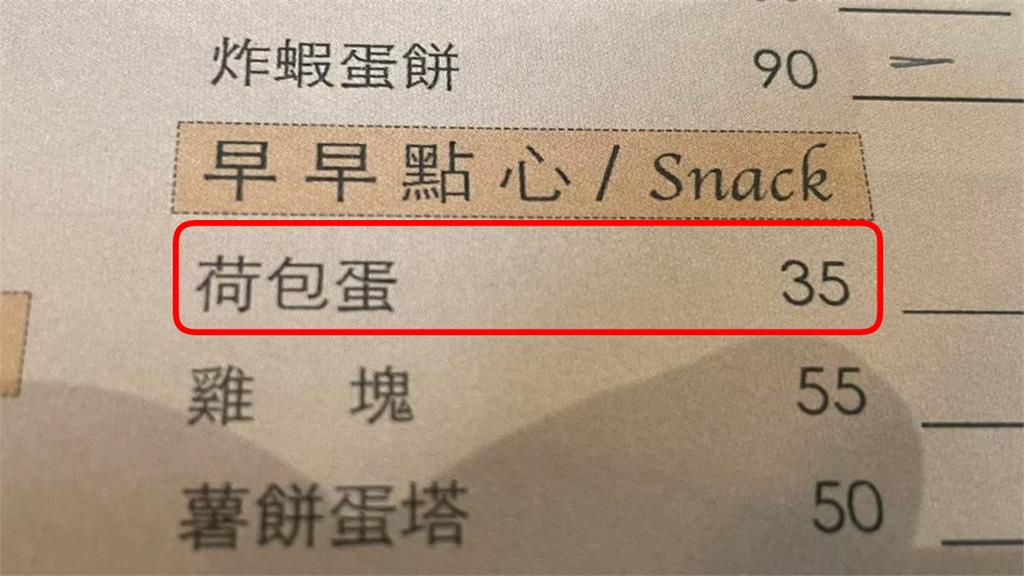 炸蝦蛋餅 90
早早點心/Snack
荷包蛋 35
雞塊 55
薯餅蛋塔 50